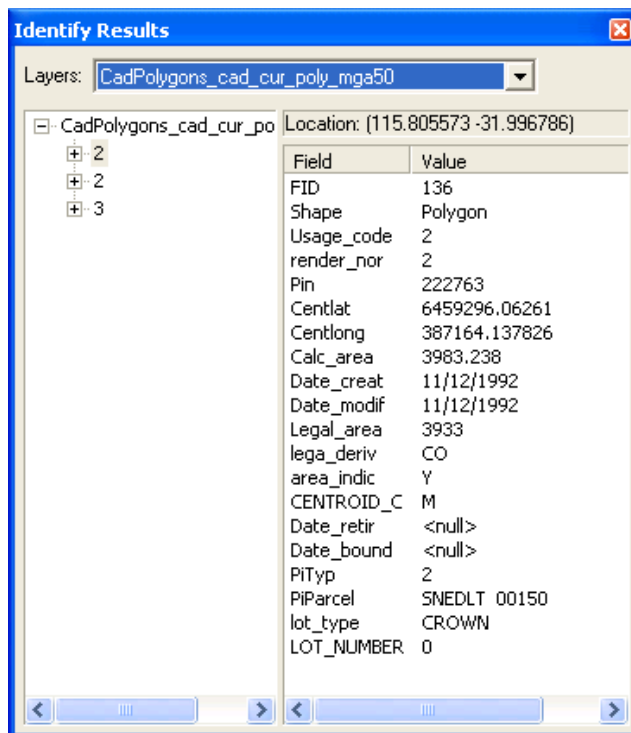 Identify Results
Layers: CadPolygons_cad_cur_poly_mga50
CadPolygons_cad_cur_po
2
2
3
Location: (115.805573 -31.996786)
Field Value
FID 136
Shape Polygon
Usage_code 2
render_nor 2
Pin 222763
Centlat 6459296.06261
Centlong 387164.137826
Calc_area 3983.238
Date_creat 11/12/1992
Date_modif 11/12/1992
Legal_area 3933
lega_deriv CO
area_indic Y
CENTROID_C M
Date_retir <null>
Date_bound <null>
PiTyp 2
PiParcel SNEDLT 00150
lot_type CROWN
LOT_NUMBER 0